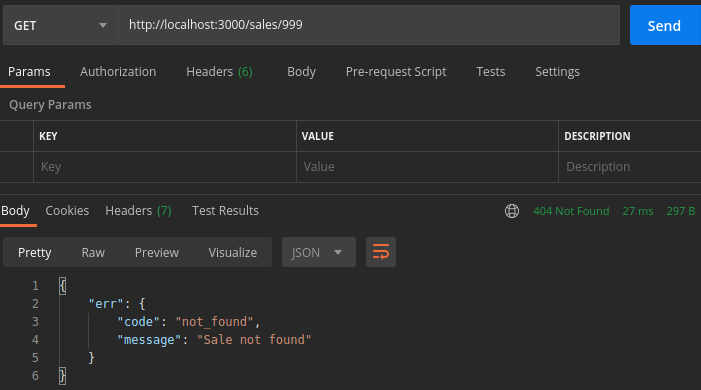 GET http://localhost:3000/sales/999 Send
Params Authorization Headers (6) Body Pre-request Script Tests Settings
Query Params
KEY VALUE DESCRIPTION
Key Value Description
Body Cookies Headers (7) Test Results 404 Not Found 27 ms 297 B
Pretty Raw Preview Visualize JSON
1 {
2 "err": {
3 "code": "not_found",
4 "message": "Sale not found"
5 }
6 }